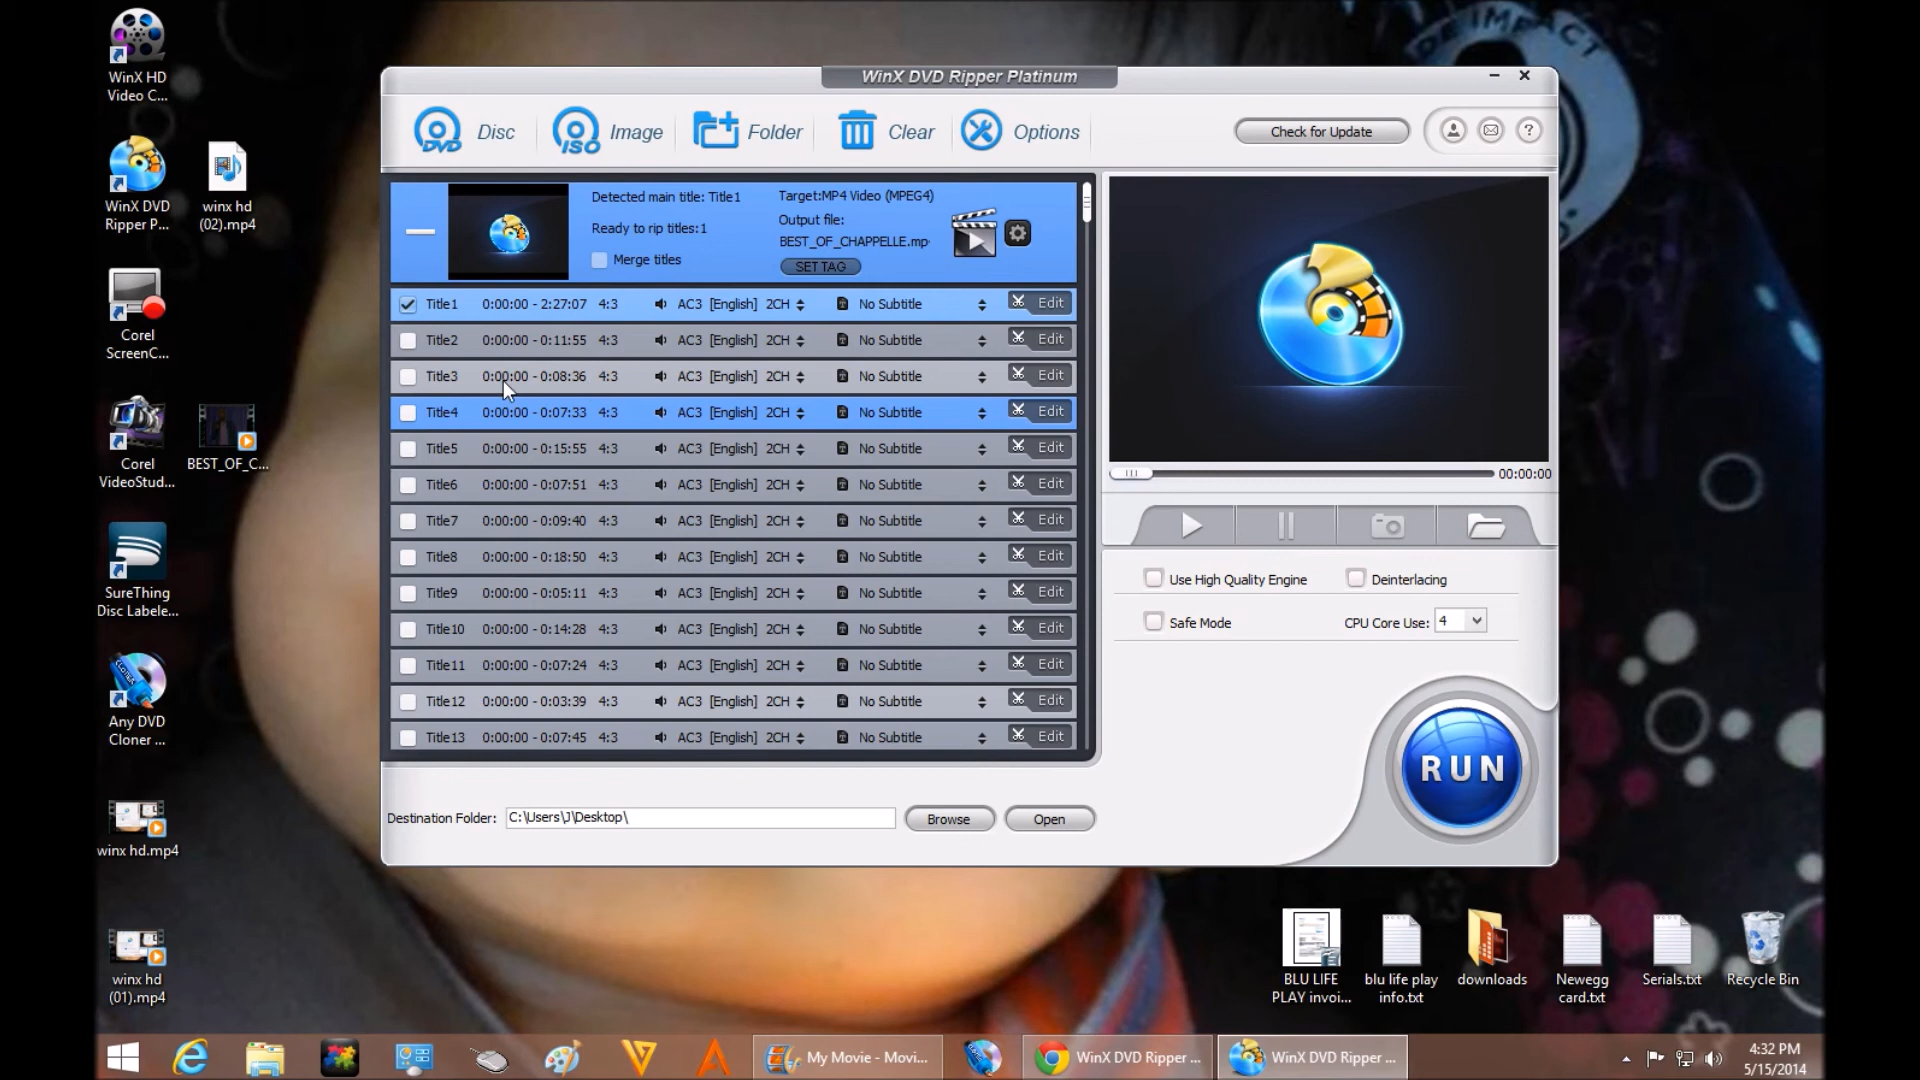 WinX HD
Video C...
WinX DVD
Ripper P...
winx hd
(02).mp4
Corel
ScreenC...
Corel
VideoStud...
BEST_OF_C...
SureThing
Disc Labele...
Any DVD
Cloner ...
winx hd.mp4
winx hd
(01).mp4
DE IMPACT
WinX DVD Ripper Platinum
DVD Disc
ISO Image
Folder
Clear
Options
Check for Update
?
Detected main title: Title1
Ready to rip titles:1
Merge titles
Target:MP4 Video (MPEG4)
Output file:
BEST_OF_CHAPPELLE.mp
SET TAG
Title1 0:00:00 - 2:27:07 4:3 AC3 [English] 2CH No Subtitle Edit
Title2 0:00:00 - 0:11:55 4:3 AC3 [English] 2CH No Subtitle Edit
Title3 0:00:00 - 0:08:36 4:3 AC3 [English] 2CH No Subtitle Edit
Title4 0:00:00 - 0:07:33 4:3 AC3 [English] 2CH No Subtitle Edit
Title5 0:00:00 - 0:15:55 4:3 AC3 [English] 2CH No Subtitle Edit
Title6 0:00:00 - 0:07:51 4:3 AC3 [English] 2CH No Subtitle Edit
Title7 0:00:00 - 0:09:40 4:3 AC3 [English] 2CH No Subtitle Edit
Title8 0:00:00 - 0:18:50 4:3 AC3 [English] 2CH No Subtitle Edit
Title9 0:00:00 - 0:05:11 4:3 AC3 [English] 2CH No Subtitle Edit
Title10 0:00:00 - 0:14:28 4:3 AC3 [English] 2CH No Subtitle Edit
Title11 0:00:00 - 0:07:24 4:3 AC3 [English] 2CH No Subtitle Edit
Title12 0:00:00 - 0:03:39 4:3 AC3 [English] 2CH No Subtitle Edit
Title13 0:00:00 - 0:07:45 4:3 AC3 [English] 2CH No Subtitle Edit
00:00:00
Use High Quality Engine
Deinterlacing
Safe Mode
CPU Core Use: 4
RUN
Destination Folder: C:\Users\J\Desktop\
Browse
Open
BLU LIFE
PLAY invoi...
blu life play
info.txt
downloads
Newegg
card.txt
Serials.txt
Recycle Bin
My Movie - Movi...
WinX DVD Ripper ...
WinX DVD Ripper ...
4:32 PM
5/15/2014